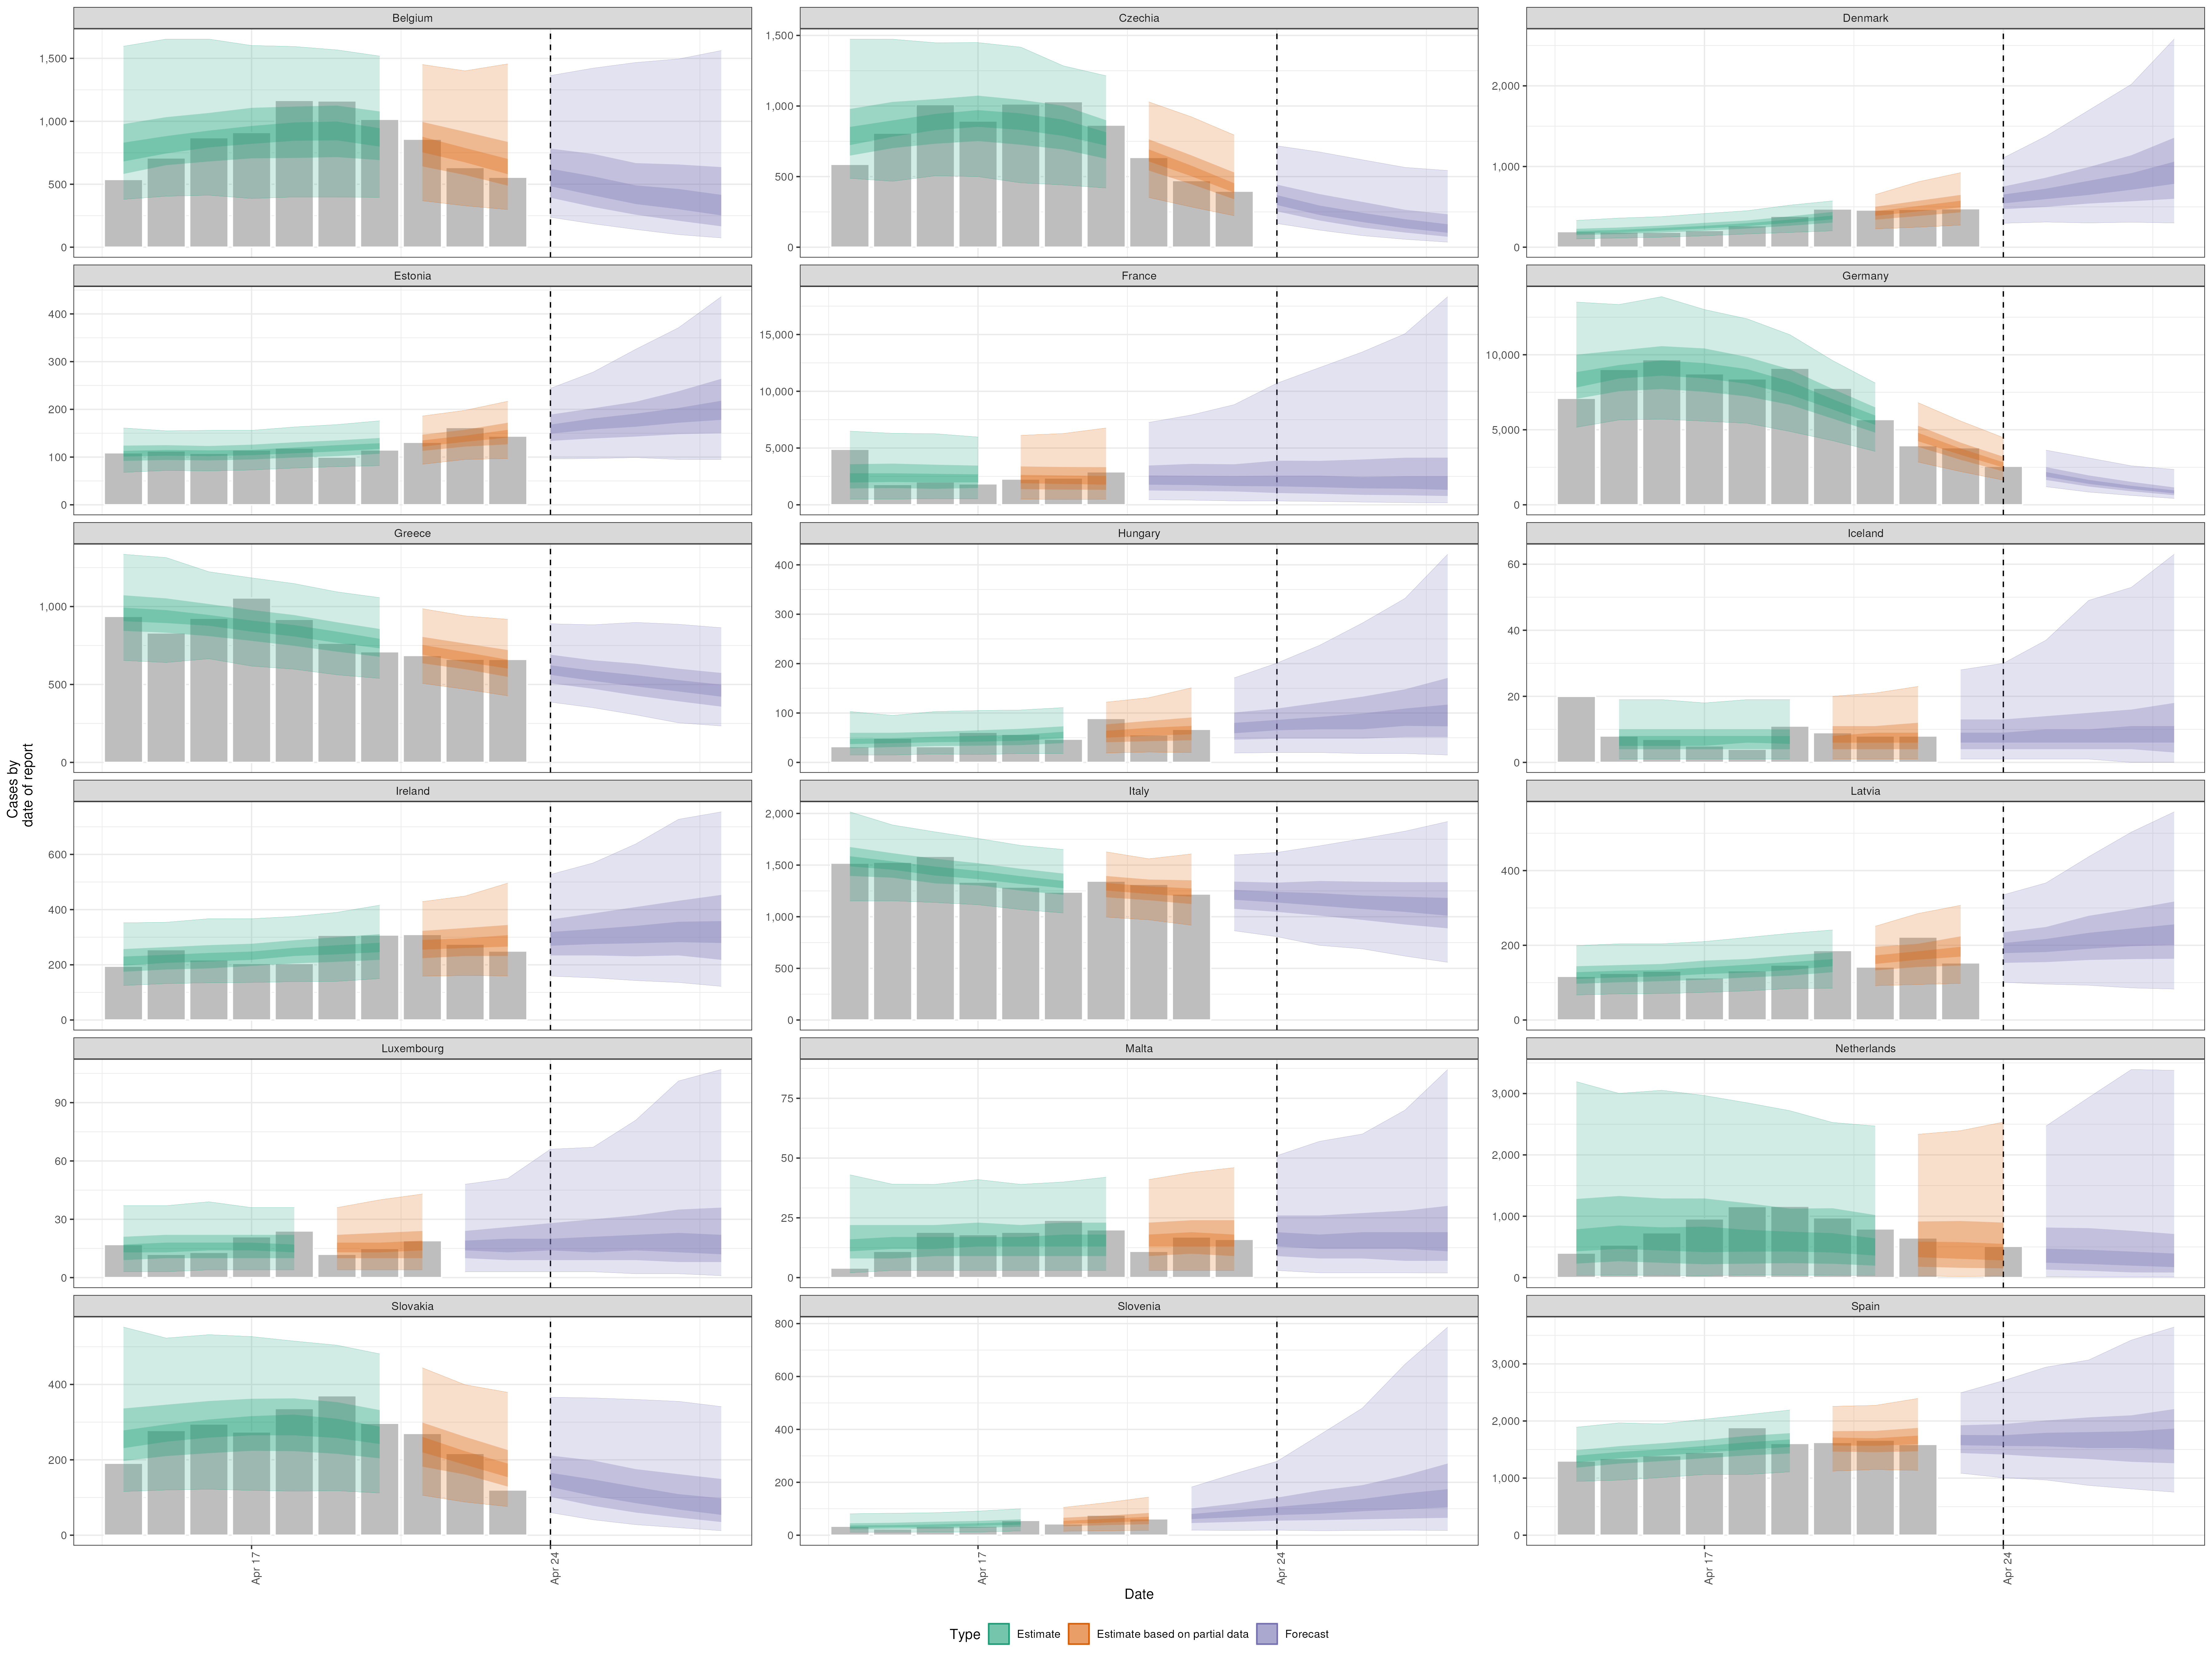 Belgium
Czechia
Denmark
1,500
1,000
500
0
1,500
1,000
500
0
2,000
1,000
0
Estonia
France
Germany
400
300
200
100
0
15,000
10,000
5,000
0
10,000
5,000
0
Greece
Hungary
Iceland
1,000
500
0
400
300
200
100
0
60
40
20
0
Cases by
date of report
Ireland
Italy
Latvia
600
400
200
0
2,000
1,500
1,000
500
0
400
200
0
Luxembourg
Malta
Netherlands
90
60
30
0
75
50
25
0
3,000
2,000
1,000
0
Slovakia
Slovenia
Spain
400
200
0
800
600
400
200
0
3,000
2,000
1,000
0
Apr 17
Apr 24
Apr 17
Apr 24
Apr 17
Apr 24
Date
Type Estimate Estimate based on partial data Forecast